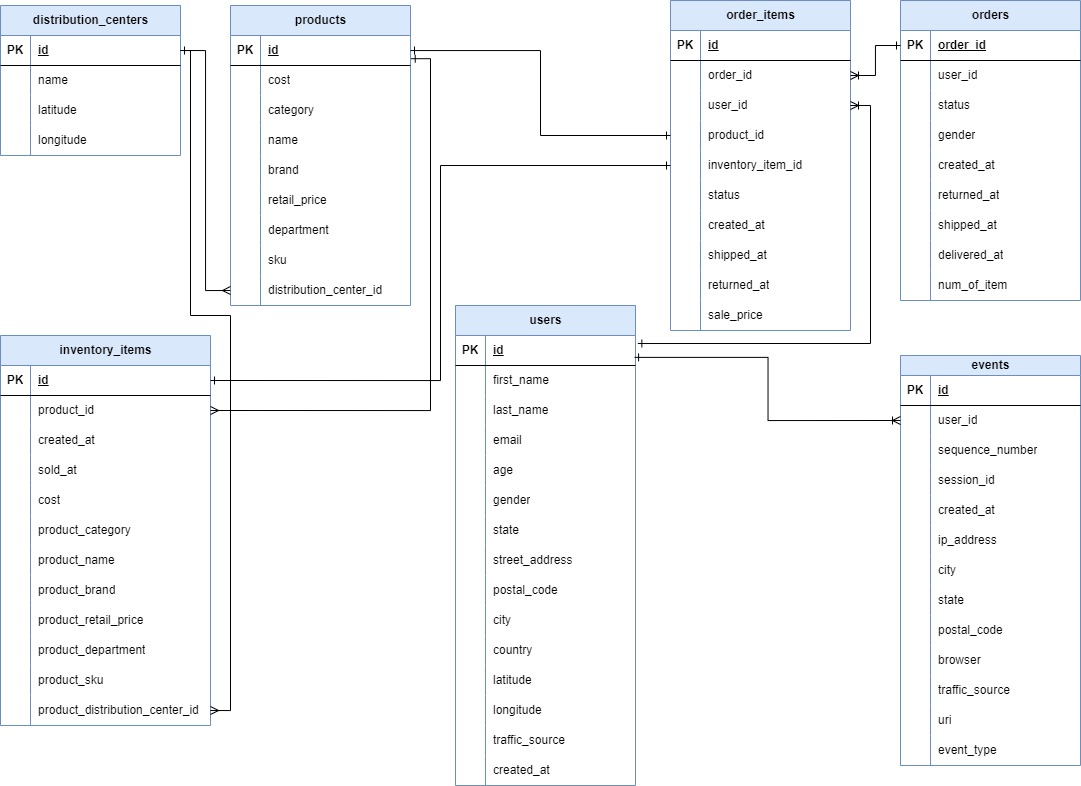 distribution_centers
PK id
name
latitude
longitude
products
PK id
cost
category
name
brand
retail_price
department
sku
distribution_center_id
order_items
PK id
order_id
user_id
product_id
inventory_item_id
status
created_at
shipped_at
returned_at
sale_price
orders
PK order_id
user_id
status
gender
created_at
returned_at
shipped_at
delivered_at
num_of_item
inventory_items
PK id
product_id
created_at
sold_at
cost
product_category
product_name
product_brand
product_retail_price
product_department
product_sku
product_distribution_center_id
users
PK id
first_name
last_name
email
age
gender
state
street_address
postal_code
city
country
latitude
longitude
traffic_source
created_at
events
PK id
user_id
sequence_number
session_id
created_at
ip_address
city
state
postal_code
browser
traffic_source
uri
event_type